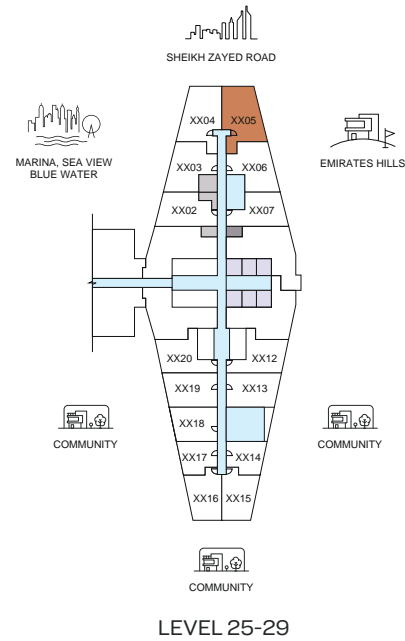 SHEIKH ZAYED ROAD
MARINA, SEA VIEW
BLUE WATER
EMIRATES HILLS
XX04
XX05
XX03
XX06
XX02
XX07
XX20
XX12
XX19
XX13
XX18
XX17
XX14
XX16
XX15
COMMUNITY
COMMUNITY
COMMUNITY
LEVEL 25-29